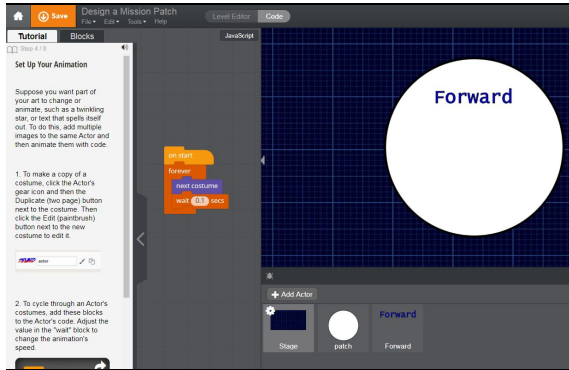 Save
Design a Mission Patch
File Edit Tools Help
Level Editor
Code
Tutorial
Blocks
JavaScript
Step 4 / 8
Set Up Your Animation
Suppose you want part of
your art to change or
animate, such as a twinkling
star, or text that spells itself
out. To do this, add multiple
images to the same Actor and
then animate them with code.
1. To make a copy of a
costume, click the Actor's
gear icon and then the
Duplicate (two page) button
next to the costume. Then
click the Edit (paintbrush)
button next to the new
costume to edit it.
actor
2. To cycle through an Actor's
costumes, add these blocks
to the Actor's code. Adjust the
value in the "wait" block to
change the animation's
speed.
on start
forever
next costume
wait 0.1 secs
Forward
Add Actor
Forward
Stage
patch
Forward